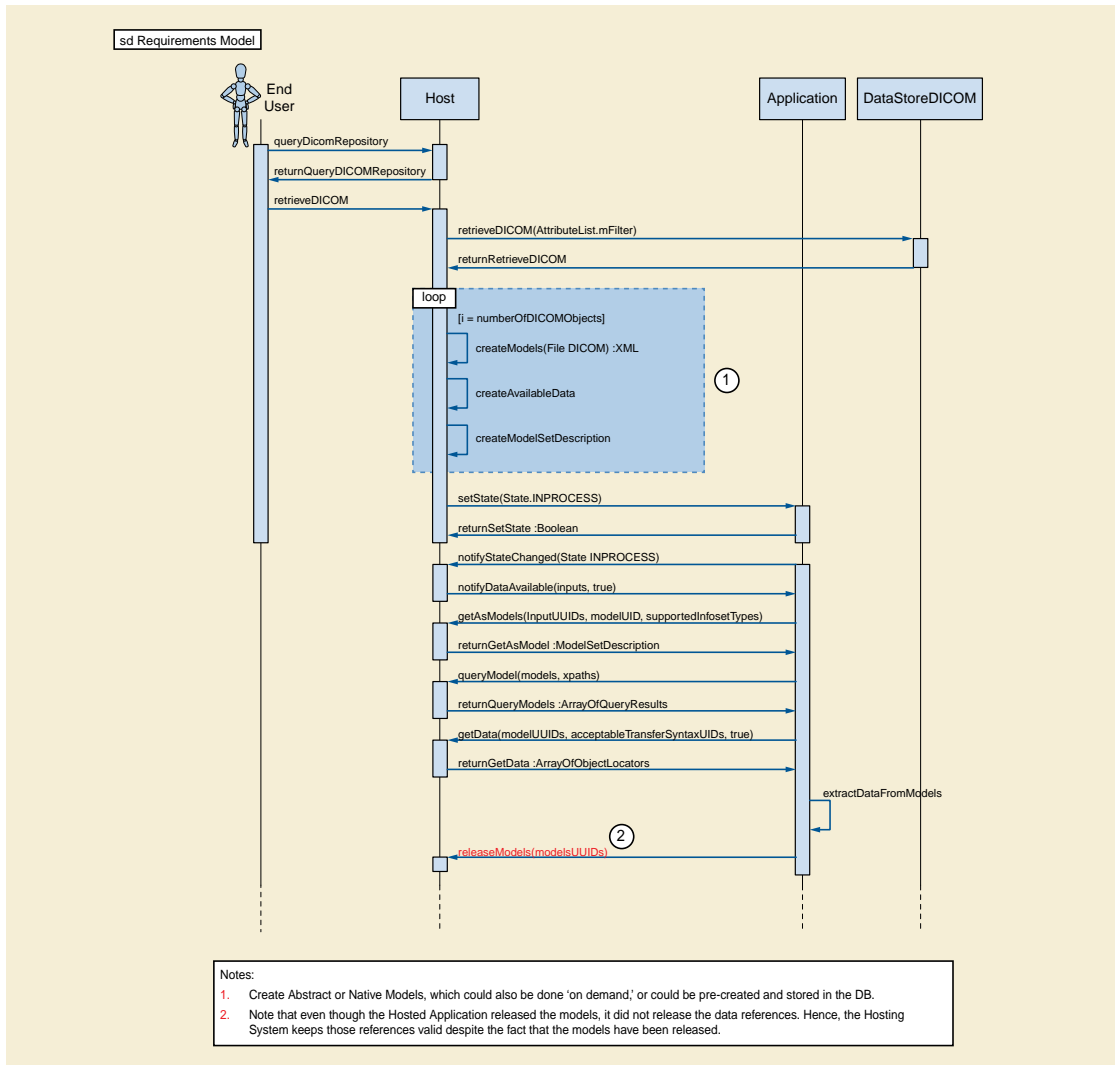 sd Requirements Model
End
User
Host
Application
DataStoreDICOM
queryDicomRepository
returnQueryDICOMRepository
retrieveDICOM
retrieveDICOM(AttributeList.mFilter)
returnRetrieveDICOM
loop
[i = numberOfDICOMObjects]
createModels(File DICOM) :XML
1
createAvailableData
createModelSetDescription
setState(State.INPROCESS)
returnSetState :Boolean
notifyStateChanged(State INPROCESS)
notifyDataAvailable(inputs, true)
getAsModels(InputUUIDs, modelUID, supportedInfosetTypes)
returnGetAsModel :ModelSetDescription
queryModel(models, xpaths)
returnQueryModels :ArrayOfQueryResults
getData(modelUUIDs, acceptableTransferSyntaxUIDs, true)
returnGetData :ArrayOfObjectLocators
extractDataFromModels
2
releaseModels(modelsUUIDs)
Notes:
1. Create Abstract or Native Models, which could also be done ‘on demand,’ or could be pre-created and stored in the DB.
2. Note that even though the Hosted Application released the models, it did not release the data references. Hence, the Hosting
System keeps those references valid despite the fact that the models have been released.